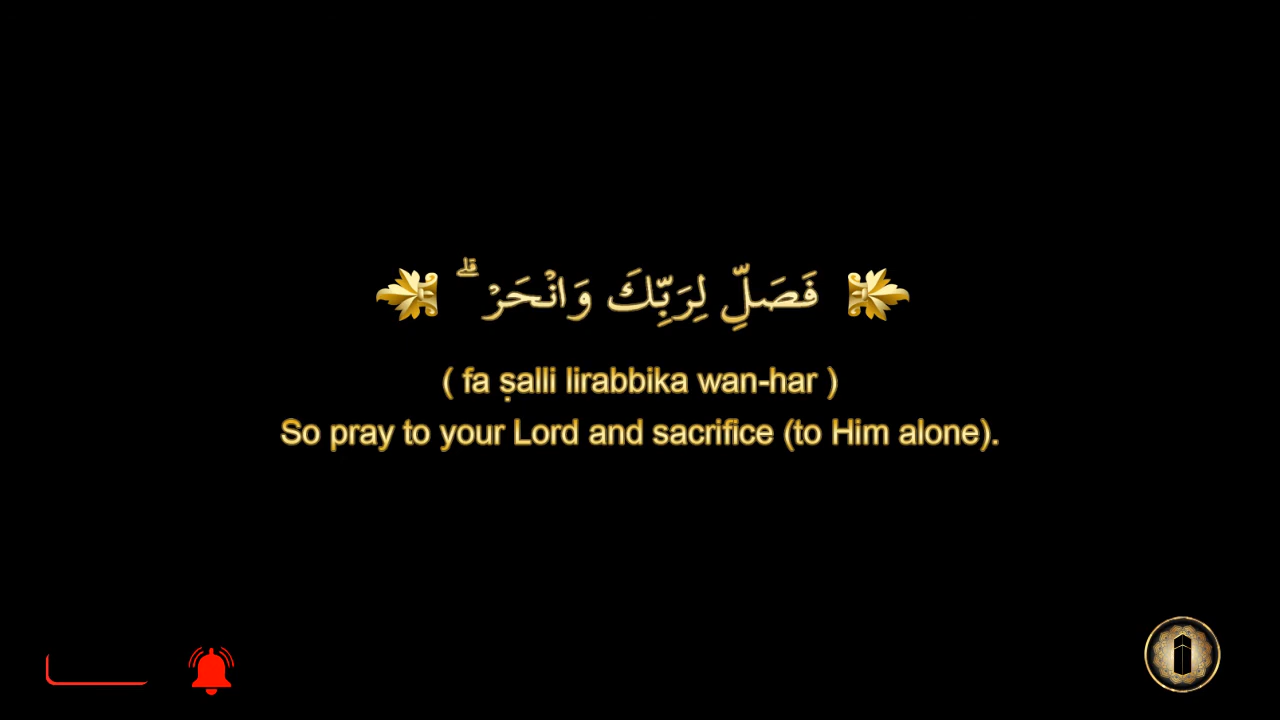 فَصَلِّ لِرَبِّكَ وَانْحَرْ ۗ
( fa ṣalli lirabbika wan-har )
So pray to your Lord and sacrifice (to Him alone).